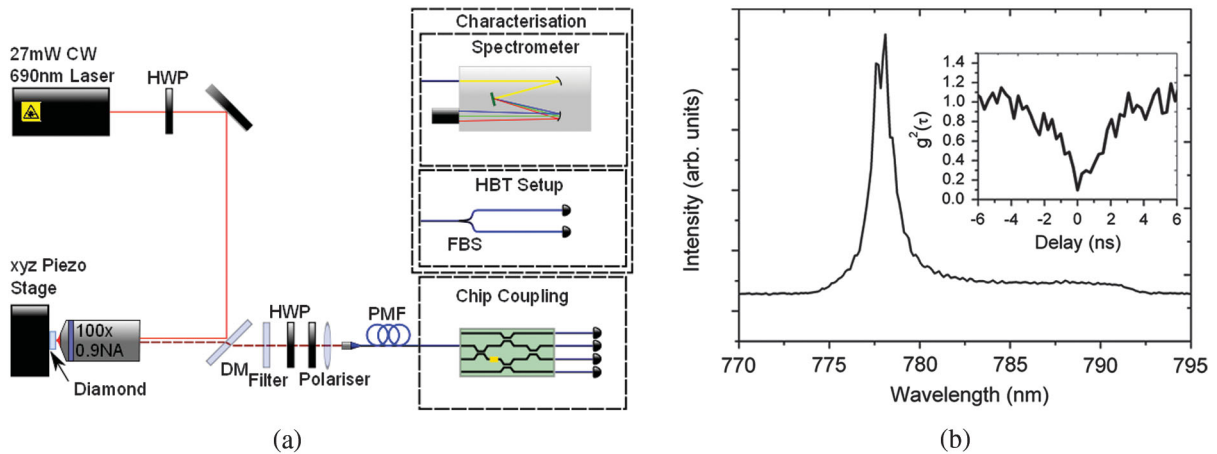 27mW CW
690nm Laser
HWP
xyz Piezo
Stage
100x
0.9NA
Diamond
DM
Filter
HWP
Polariser
PMF
Characterisation
Spectrometer
HBT Setup
FBS
Chip Coupling
(a)
Intensity (arb. units)
770 775 780 785 790 795
Wavelength (nm)
g²(τ)
1.4
1.2
1.0
0.8
0.6
0.4
0.2
0.0
-6 -4 -2 0 2 4 6
Delay (ns)
(b)